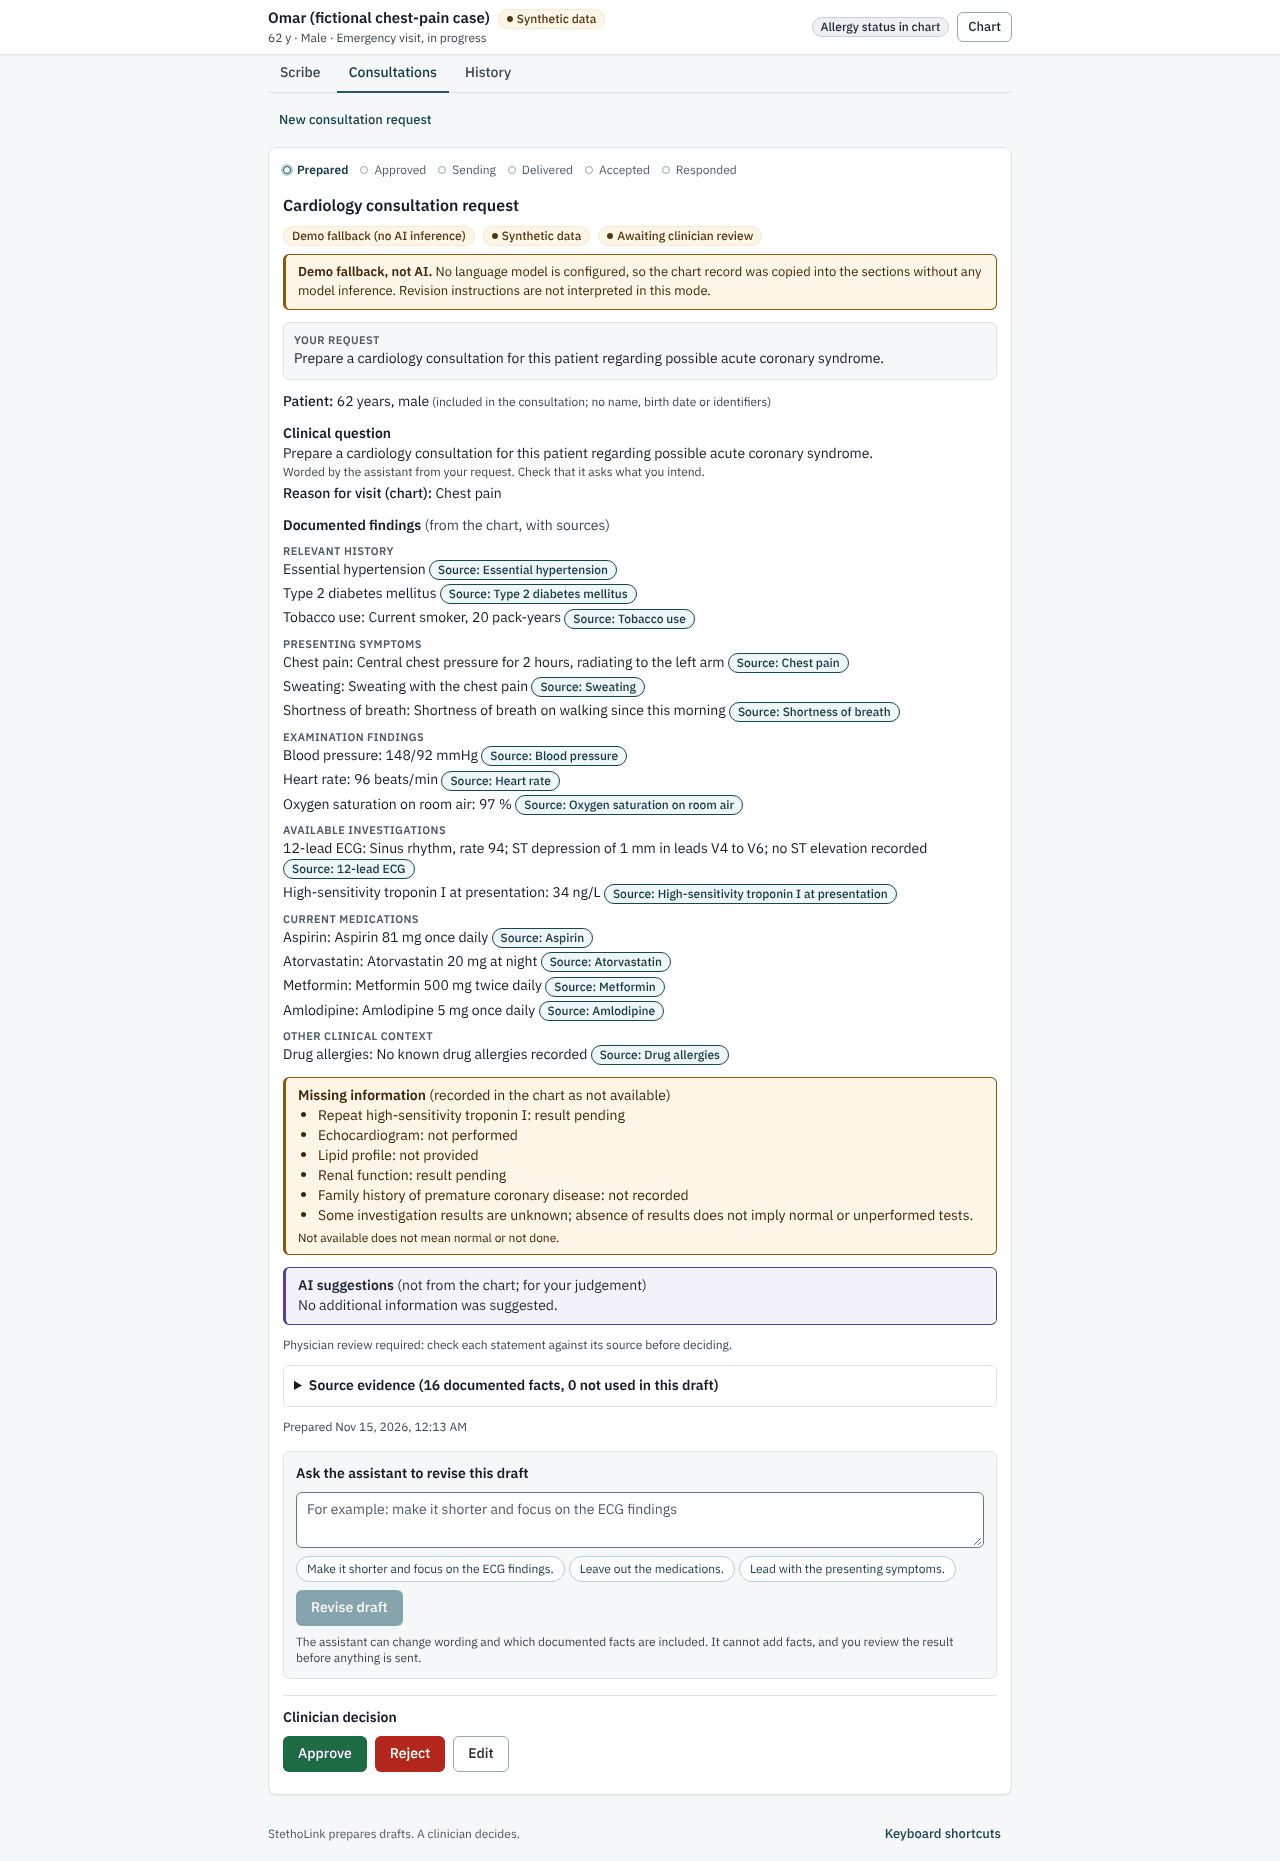 Omar (fictional chest-pain case)
Synthetic data
62 y · Male · Emergency visit, in progress
Allergy status in chart
Chart
Scribe
Consultations
History
New consultation request
Prepared
Approved
Sending
Delivered
Accepted
Responded
Cardiology consultation request
Demo fallback (no AI inference)
Synthetic data
Awaiting clinician review
Demo fallback, not AI. No language model is configured, so the chart record was copied into the sections without any
model inference. Revision instructions are not interpreted in this mode.
YOUR REQUEST
Prepare a cardiology consultation for this patient regarding possible acute coronary syndrome.
Patient: 62 years, male (included in the consultation; no name, birth date or identifiers)
Clinical question
Prepare a cardiology consultation for this patient regarding possible acute coronary syndrome.
Worded by the assistant from your request. Check that it asks what you intend.
Reason for visit (chart): Chest pain
Documented findings (from the chart, with sources)
RELEVANT HISTORY
Essential hypertension Source: Essential hypertension
Type 2 diabetes mellitus Source: Type 2 diabetes mellitus
Tobacco use: Current smoker, 20 pack-years Source: Tobacco use
PRESENTING SYMPTOMS
Chest pain: Central chest pressure for 2 hours, radiating to the left arm Source: Chest pain
Sweating: Sweating with the chest pain Source: Sweating
Shortness of breath: Shortness of breath on walking since this morning Source: Shortness of breath
EXAMINATION FINDINGS
Blood pressure: 148/92 mmHg Source: Blood pressure
Heart rate: 96 beats/min Source: Heart rate
Oxygen saturation on room air: 97 % Source: Oxygen saturation on room air
AVAILABLE INVESTIGATIONS
12-lead ECG: Sinus rhythm, rate 94; ST depression of 1 mm in leads V4 to V6; no ST elevation recorded
Source: 12-lead ECG
High-sensitivity troponin I at presentation: 34 ng/L Source: High-sensitivity troponin I at presentation
CURRENT MEDICATIONS
Aspirin: Aspirin 81 mg once daily Source: Aspirin
Atorvastatin: Atorvastatin 20 mg at night Source: Atorvastatin
Metformin: Metformin 500 mg twice daily Source: Metformin
Amlodipine: Amlodipine 5 mg once daily Source: Amlodipine
OTHER CLINICAL CONTEXT
Drug allergies: No known drug allergies recorded Source: Drug allergies
Missing information (recorded in the chart as not available)
• Repeat high-sensitivity troponin I: result pending
• Echocardiogram: not performed
• Lipid profile: not provided
• Renal function: result pending
• Family history of premature coronary disease: not recorded
• Some investigation results are unknown; absence of results does not imply normal or unperformed tests.
Not available does not mean normal or not done.
AI suggestions (not from the chart; for your judgement)
No additional information was suggested.
Physician review required: check each statement against its source before deciding.
Source evidence (16 documented facts, 0 not used in this draft)
Prepared Nov 15, 2026, 12:13 AM
Ask the assistant to revise this draft
For example: make it shorter and focus on the ECG findings
Make it shorter and focus on the ECG findings.
Leave out the medications.
Lead with the presenting symptoms.
Revise draft
The assistant can change wording and which documented facts are included. It cannot add facts, and you review the result
before anything is sent.
Clinician decision
Approve
Reject
Edit
StethoLink prepares drafts. A clinician decides.
Keyboard shortcuts